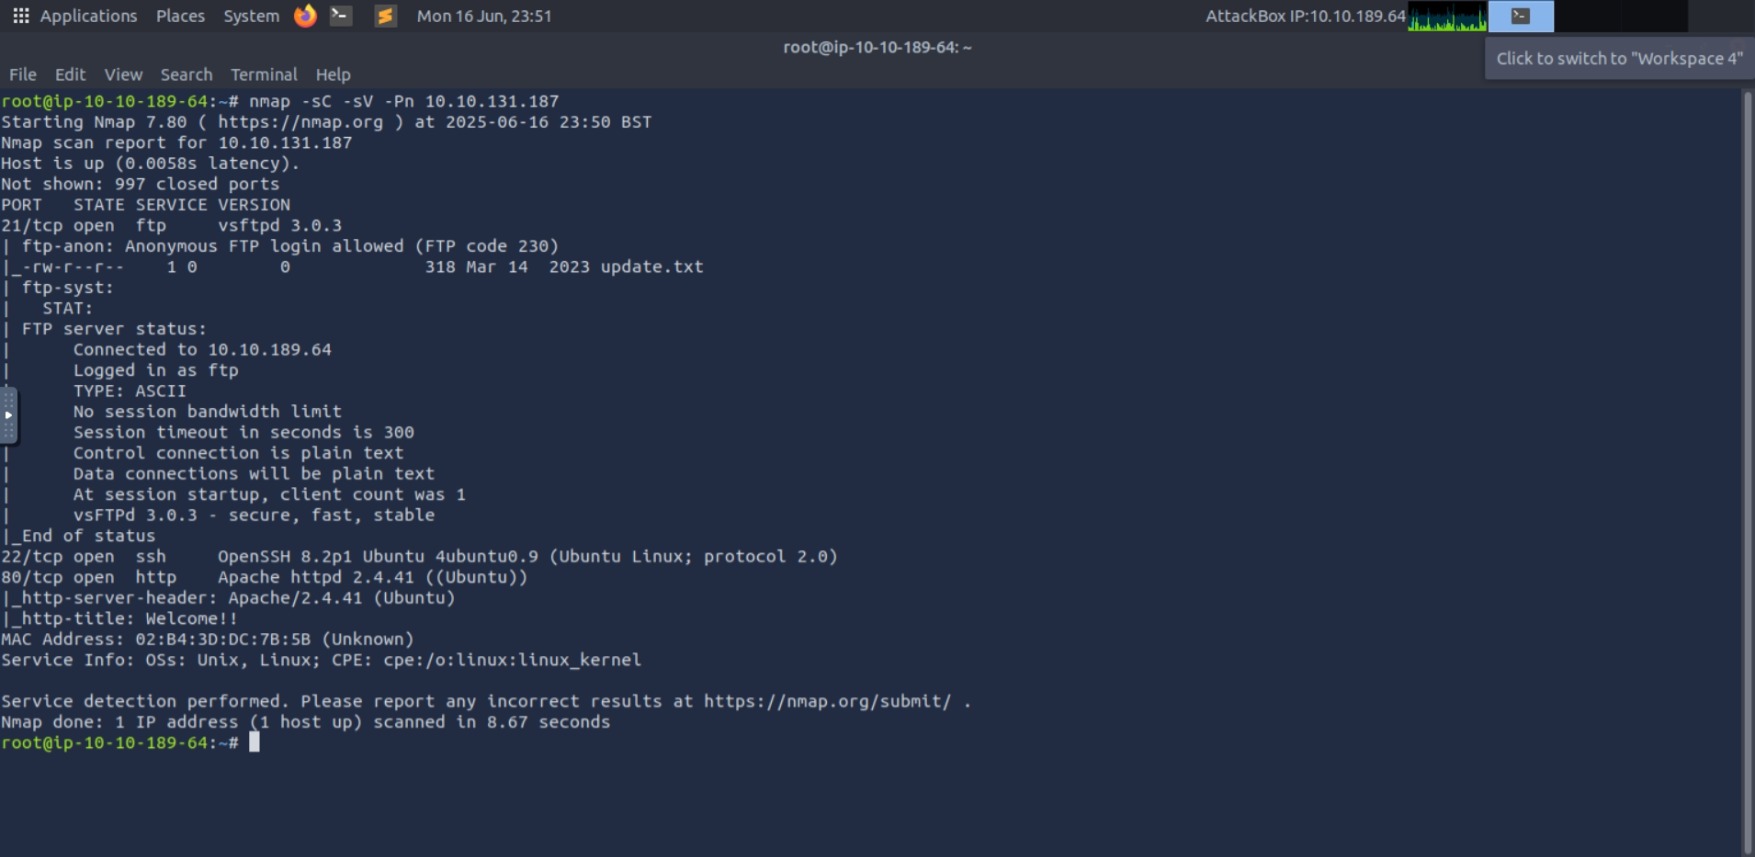 Applications Places System Mon 16 Jun, 23:51 AttackBox IP:10.10.189.64
root@ip-10-10-189-64: ~
Click to switch to "Workspace 4"
File Edit View Search Terminal Help
root@ip-10-10-189-64:~# nmap -sC -sV -Pn 10.10.131.187
Starting Nmap 7.80 ( https://nmap.org ) at 2025-06-16 23:50 BST
Nmap scan report for 10.10.131.187
Host is up (0.0058s latency).
Not shown: 997 closed ports
PORT   STATE SERVICE VERSION
21/tcp open  ftp     vsftpd 3.0.3
| ftp-anon: Anonymous FTP login allowed (FTP code 230)
|_-rw-r--r--    1 0        0             318 Mar 14  2023 update.txt
| ftp-syst:
|   STAT:
| FTP server status:
|      Connected to 10.10.189.64
|      Logged in as ftp
|      TYPE: ASCII
|      No session bandwidth limit
|      Session timeout in seconds is 300
|      Control connection is plain text
|      Data connections will be plain text
|      At session startup, client count was 1
|      vsFTPd 3.0.3 - secure, fast, stable
|_End of status
22/tcp open  ssh     OpenSSH 8.2p1 Ubuntu 4ubuntu0.9 (Ubuntu Linux; protocol 2.0)
80/tcp open  http    Apache httpd 2.4.41 ((Ubuntu))
|_http-server-header: Apache/2.4.41 (Ubuntu)
|_http-title: Welcome!!
MAC Address: 02:B4:3D:DC:7B:5B (Unknown)
Service Info: OSs: Unix, Linux; CPE: cpe:/o:linux:linux_kernel
Service detection performed. Please report any incorrect results at https://nmap.org/submit/ .
Nmap done: 1 IP address (1 host up) scanned in 8.67 seconds
root@ip-10-10-189-64:~#